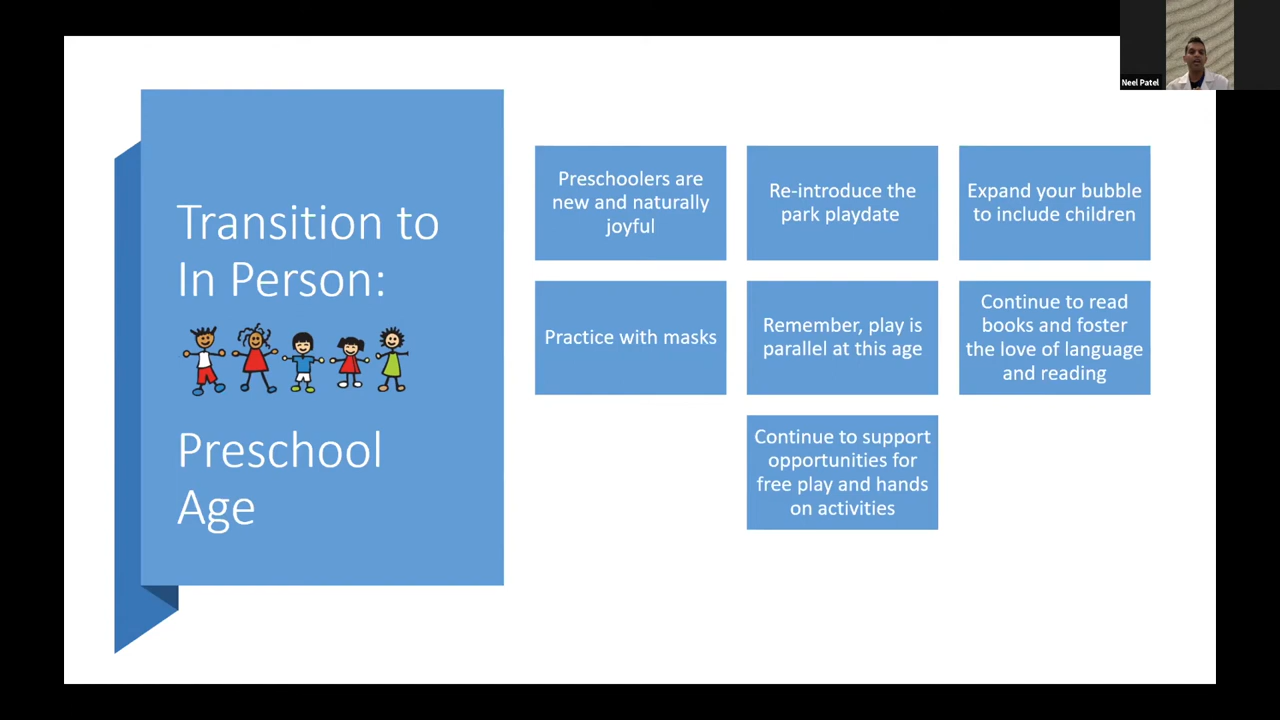 Neel Patel
Transition to
In Person:
Preschool
Age
Preschoolers are
new and naturally
joyful
Re-introduce the
park playdate
Expand your bubble
to include children
Practice with masks
Remember, play is
parallel at this age
Continue to read
books and foster
the love of language
and reading
Continue to support
opportunities for
free play and hands
on activities